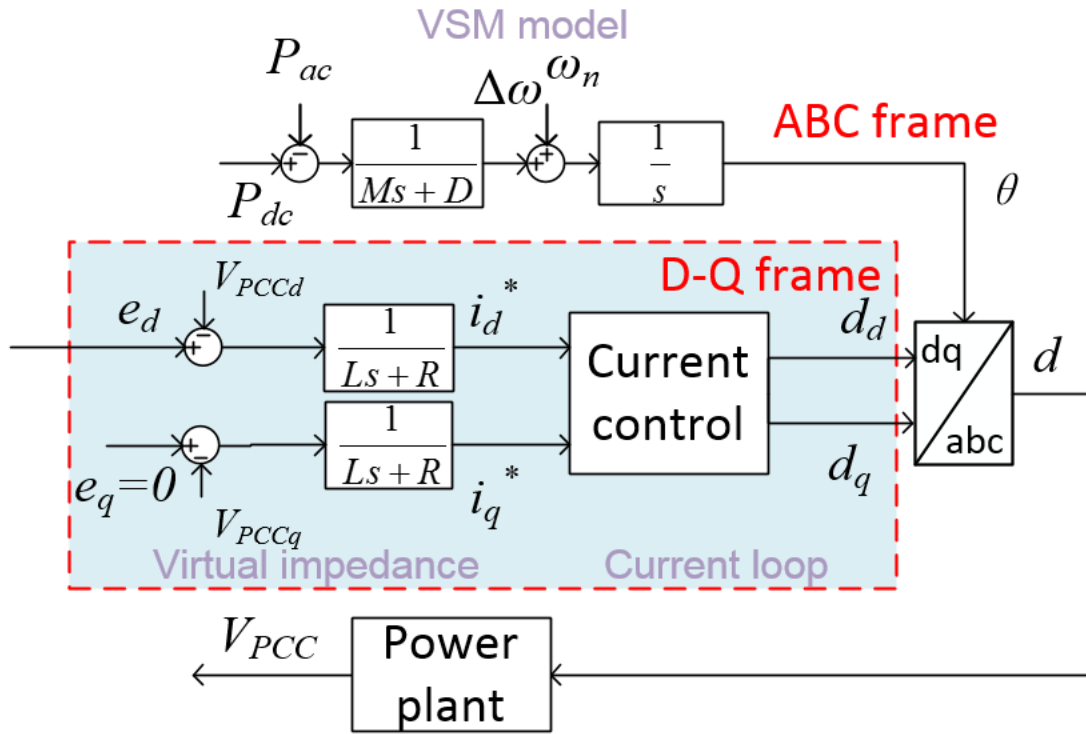 VSM model
P_ac
Δω
ω_n
ABC frame
−
+
1
Ms + D
+
+
1
s
P_dc
θ
D-Q frame
V_PCCd
e_d
−
1
Ls + R
i_d*
Current
control
d_d
dq
abc
d
+
−
1
Ls + R
i_q*
d_q
e_q=0
V_PCCq
Virtual impedance
Current loop
V_PCC
Power
plant